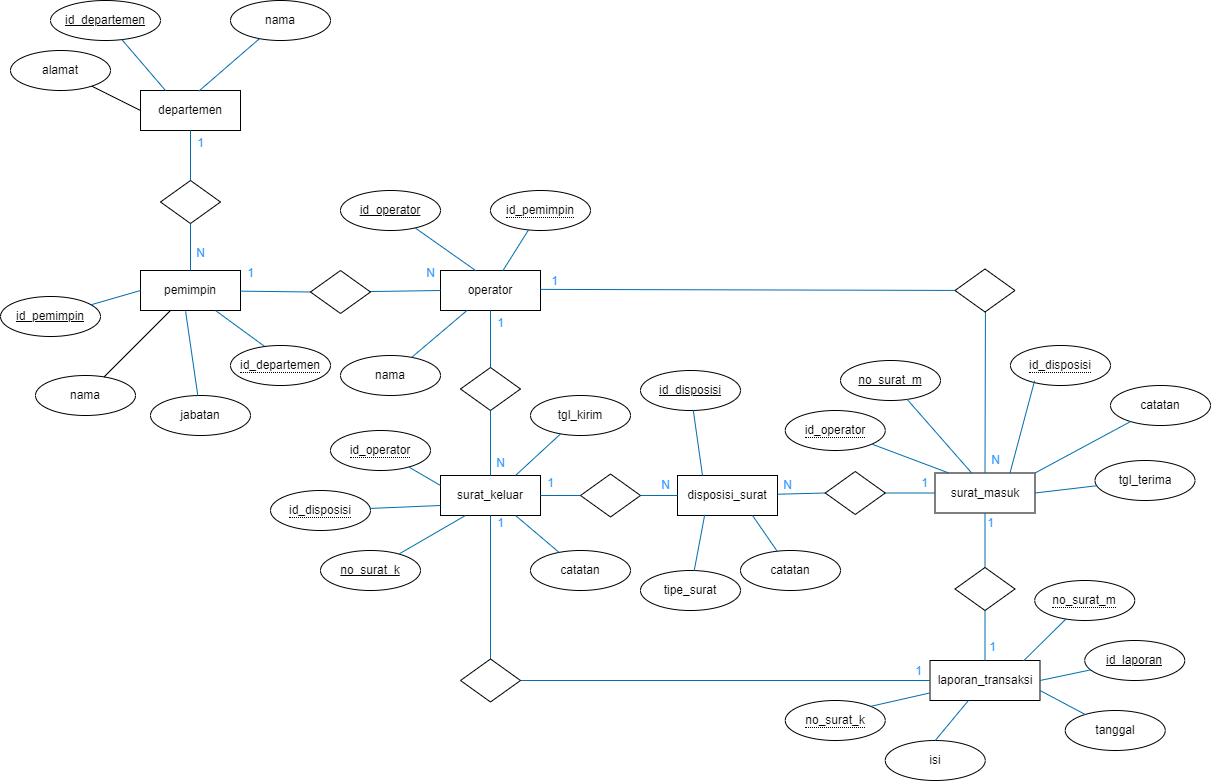 id_departemen
nama
alamat
departemen
1
N
id_operator
id_pemimpin
pemimpin
1
N
operator
1
id_pemimpin
id_departemen
nama
jabatan
1
nama
id_disposisi
no_surat_m
id_disposisi
catatan
tgl_kirim
id_operator
id_operator
N
N
tgl_terima
surat_keluar
1
N
disposisi_surat
N
1
surat_masuk
id_disposisi
1
1
no_surat_k
catatan
tipe_surat
catatan
no_surat_m
1
id_laporan
1
laporan_transaksi
no_surat_k
tanggal
isi